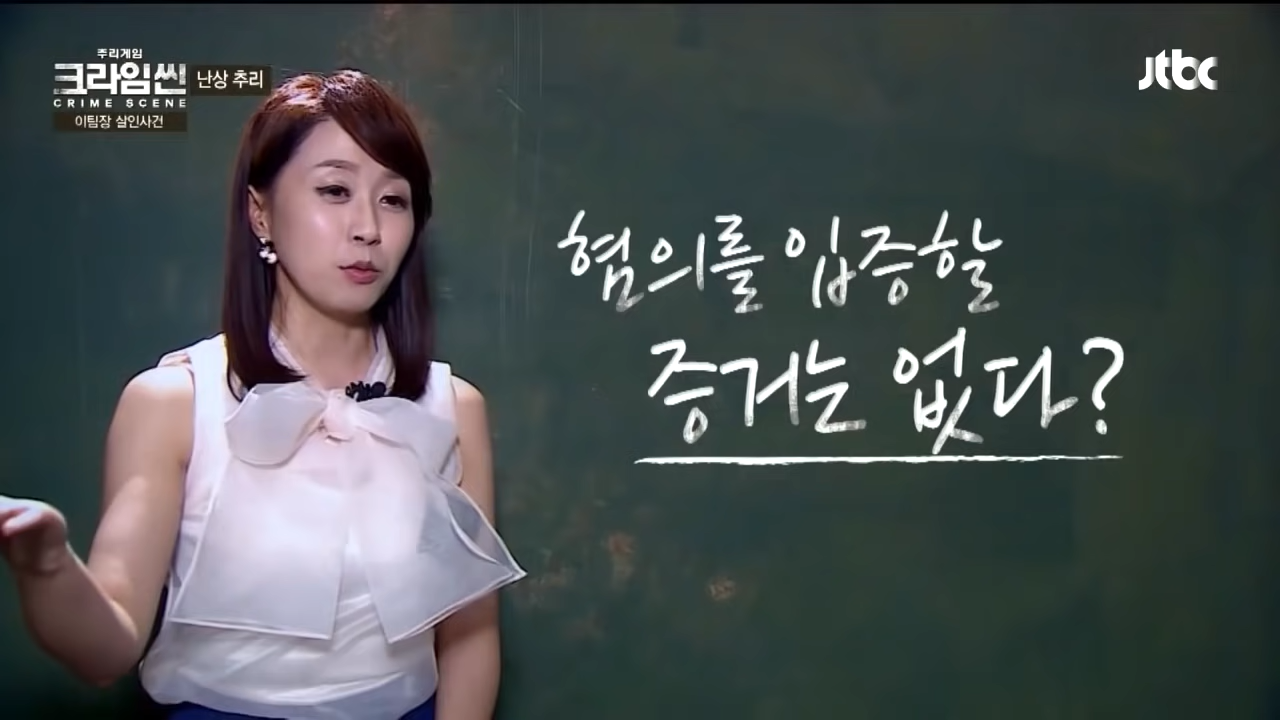 추리게임
크라임씬 난상 추리
CRIME SCENE
이팀장 살인사건
jtbc
혐의를 입증할
증거는 없다?